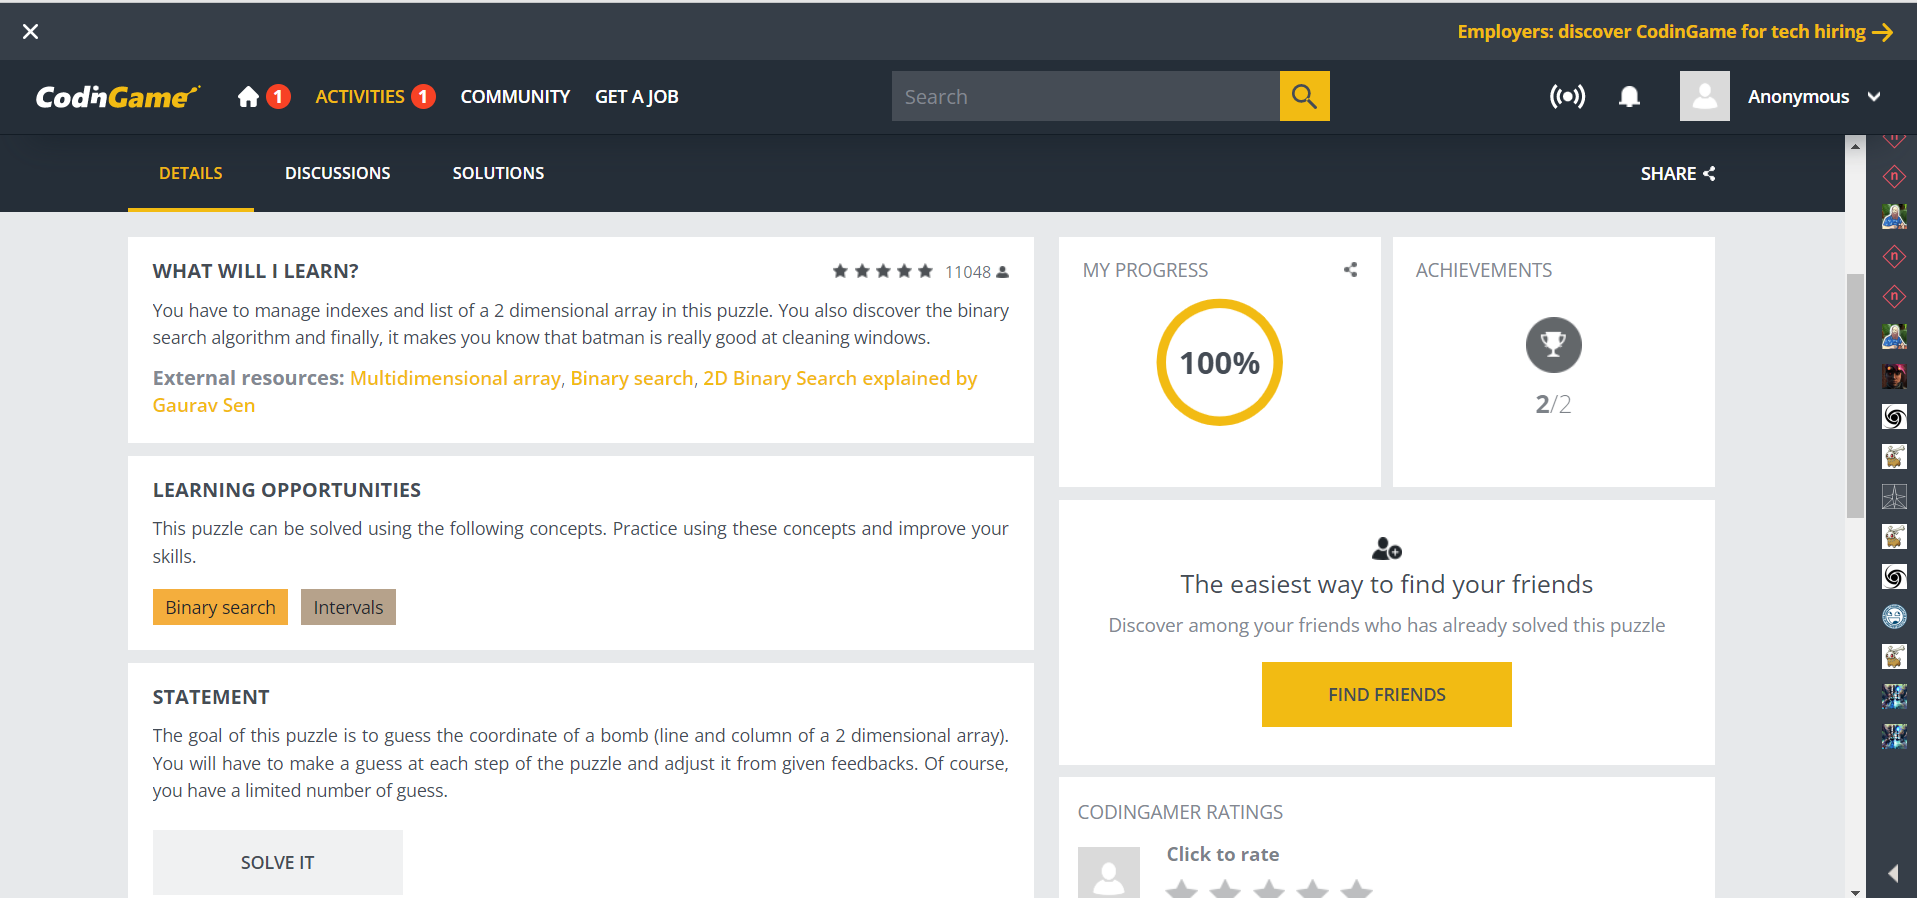 Employers: discover CodinGame for tech hiring
CodinGame
1
ACTIVITIES 1
COMMUNITY
GET A JOB
Search
Anonymous
DETAILS
DISCUSSIONS
SOLUTIONS
SHARE
WHAT WILL I LEARN?
11048
You have to manage indexes and list of a 2 dimensional array in this puzzle. You also discover the binary
search algorithm and finally, it makes you know that batman is really good at cleaning windows.
External resources: Multidimensional array, Binary search, 2D Binary Search explained by
Gaurav Sen
LEARNING OPPORTUNITIES
This puzzle can be solved using the following concepts. Practice using these concepts and improve your
skills.
Binary search
Intervals
STATEMENT
The goal of this puzzle is to guess the coordinate of a bomb (line and column of a 2 dimensional array).
You will have to make a guess at each step of the puzzle and adjust it from given feedbacks. Of course,
you have a limited number of guess.
SOLVE IT
MY PROGRESS
100%
ACHIEVEMENTS
2/2
The easiest way to find your friends
Discover among your friends who has already solved this puzzle
FIND FRIENDS
CODINGAMER RATINGS
Click to rate
n
n
n
n